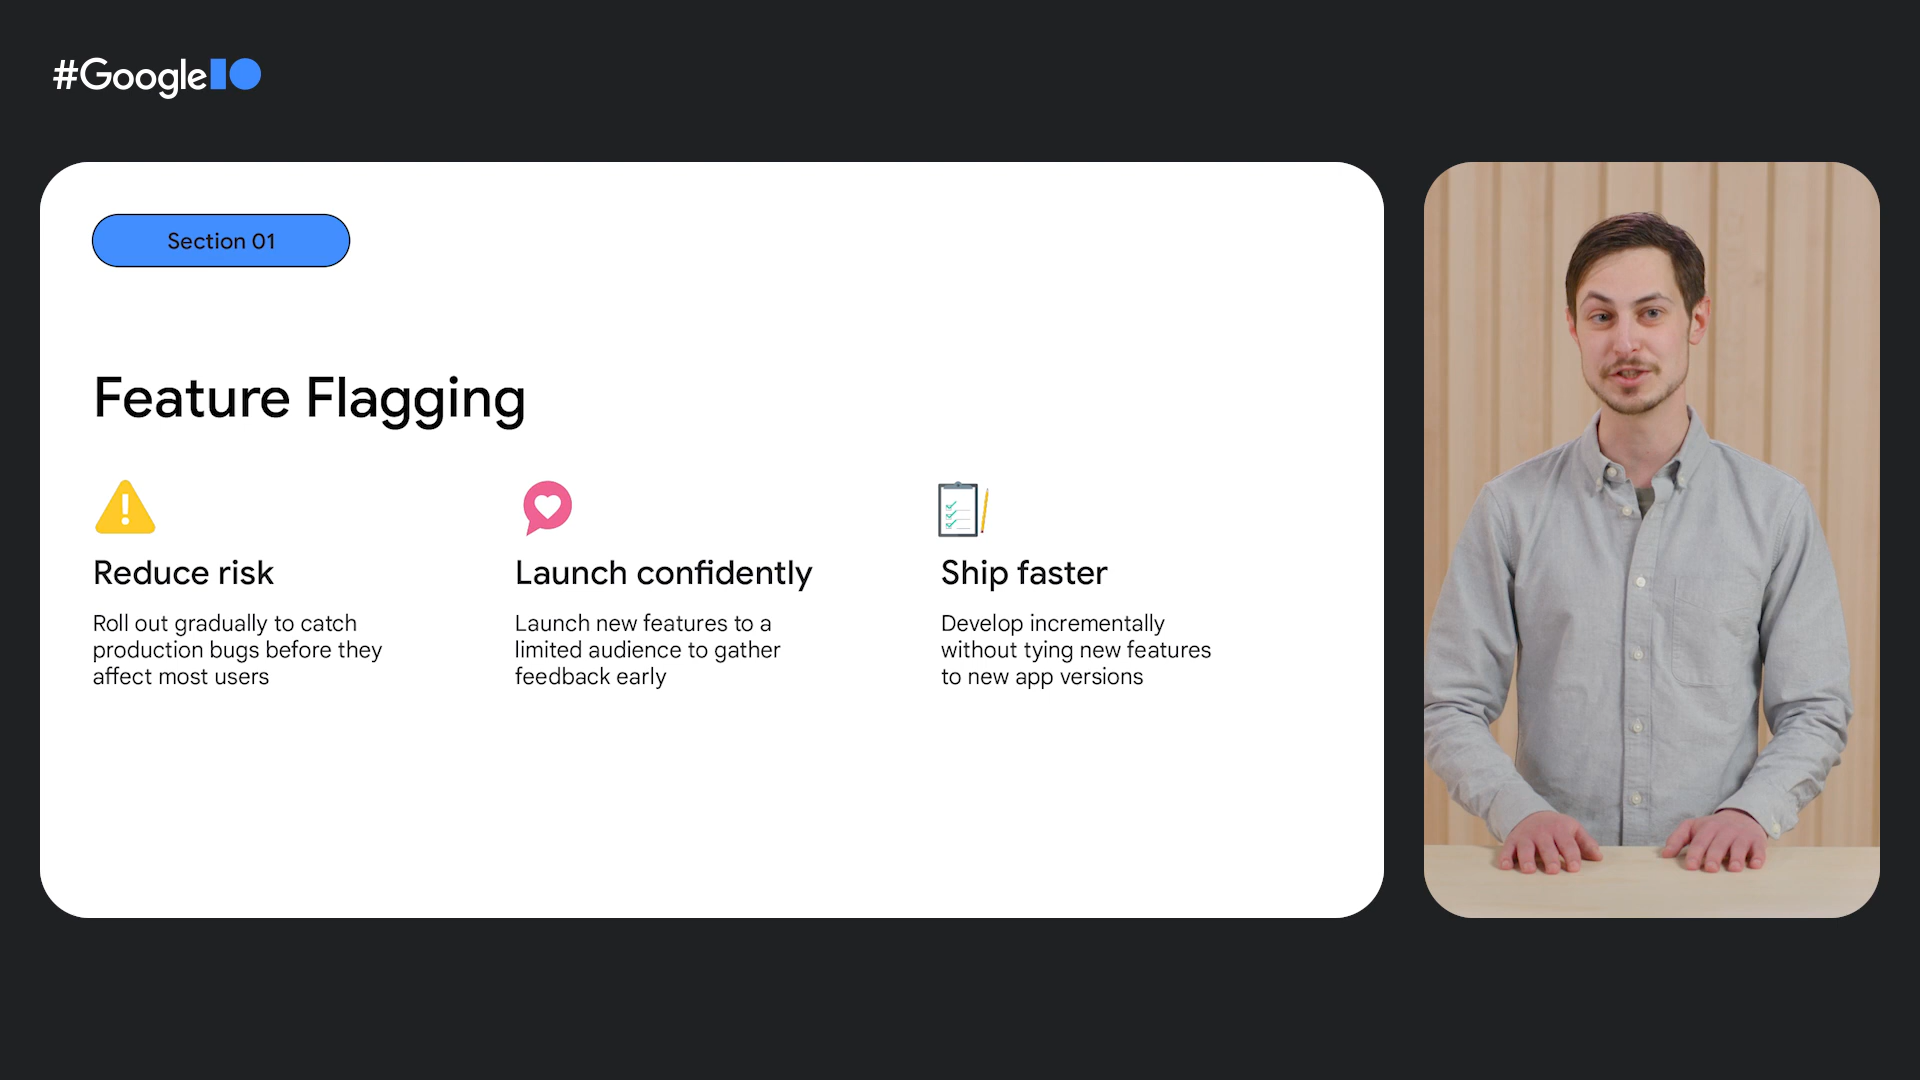 #GoogleIO
Section 01
Feature Flagging
Reduce risk
Roll out gradually to catch
production bugs before they
affect most users
Launch confidently
Launch new features to a
limited audience to gather
feedback early
Ship faster
Develop incrementally
without tying new features
to new app versions